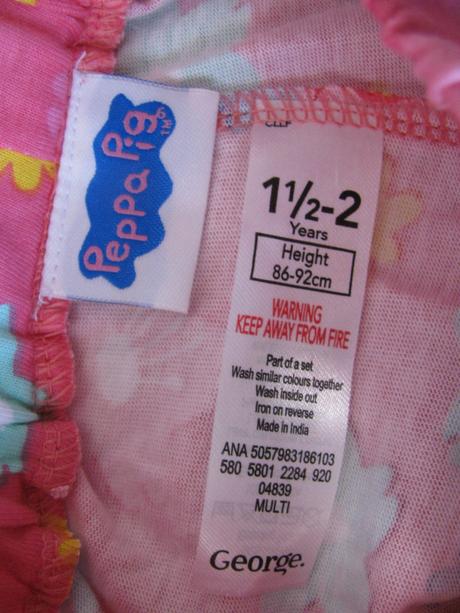 Peppa Pig™
1½-2
Years
Height
86-92cm
WARNING
KEEP AWAY FROM FIRE
Part of a set
Wash similar colours together
Wash inside out
Iron on reverse
Made in India
ANA 5057983186103
580 5801 2284 920
04839
MULTI
George.